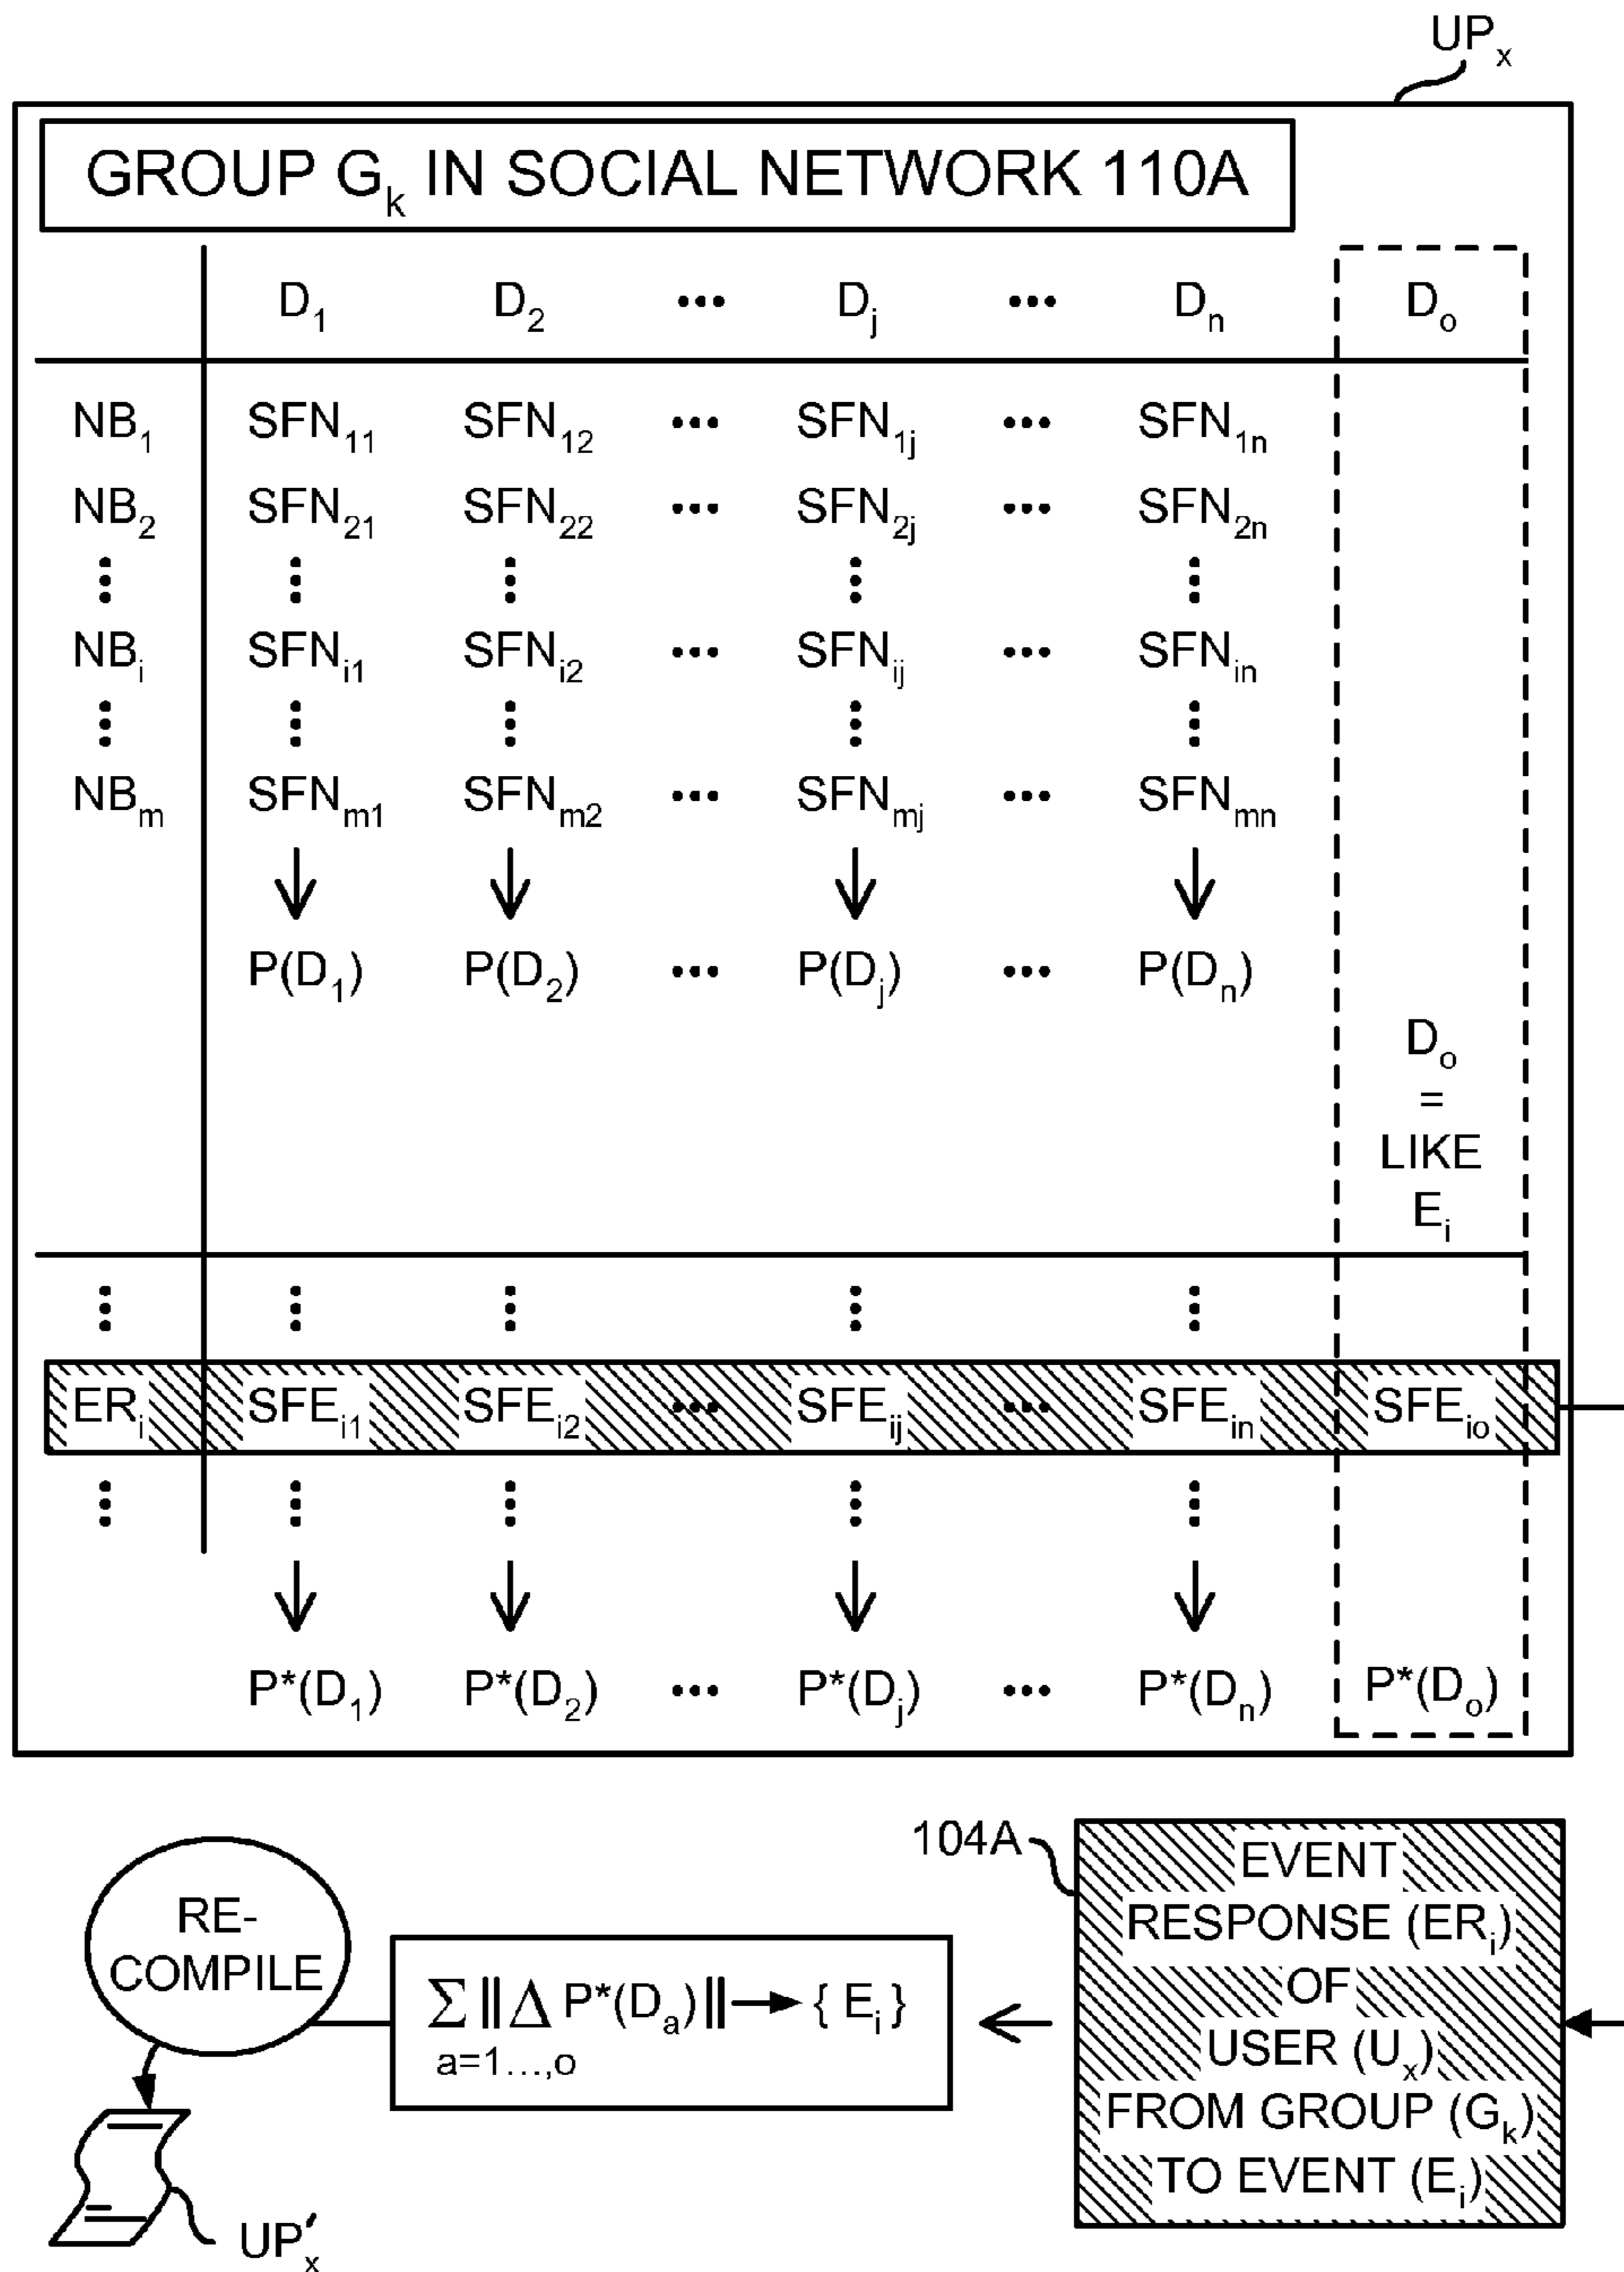 UPₓ
GROUP Gₖ IN SOCIAL NETWORK 110A
D₁ D₂ ••• Dⱼ ••• Dₙ Dₒ
NB₁ SFN₁₁ SFN₁₂ ••• SFN₁ⱼ ••• SFN₁ₙ
NB₂ SFN₂₁ SFN₂₂ ••• SFN₂ⱼ ••• SFN₂ₙ
NBᵢ SFNᵢ₁ SFNᵢ₂ ••• SFNᵢⱼ ••• SFNᵢₙ
NBₘ SFNₘ₁ SFNₘ₂ ••• SFNₘⱼ ••• SFNₘₙ
P(D₁) P(D₂) ••• P(Dⱼ) ••• P(Dₙ)
Dₒ
=
LIKE
Eᵢ
ERᵢ SFEᵢ₁ SFEᵢ₂ ••• SFEᵢⱼ ••• SFEᵢₙ SFEᵢₒ
P*(D₁) P*(D₂) ••• P*(Dⱼ) ••• P*(Dₙ) P*(Dₒ)
104A
EVENT
RESPONSE (ERᵢ)
OF
USER (Uₓ)
FROM GROUP (Gₖ)
TO EVENT (Eᵢ)
RE-
COMPILE
Σ ‖Δ P*(Dₐ)‖ → { Eᵢ }
a=1...,o
UP′ₓ